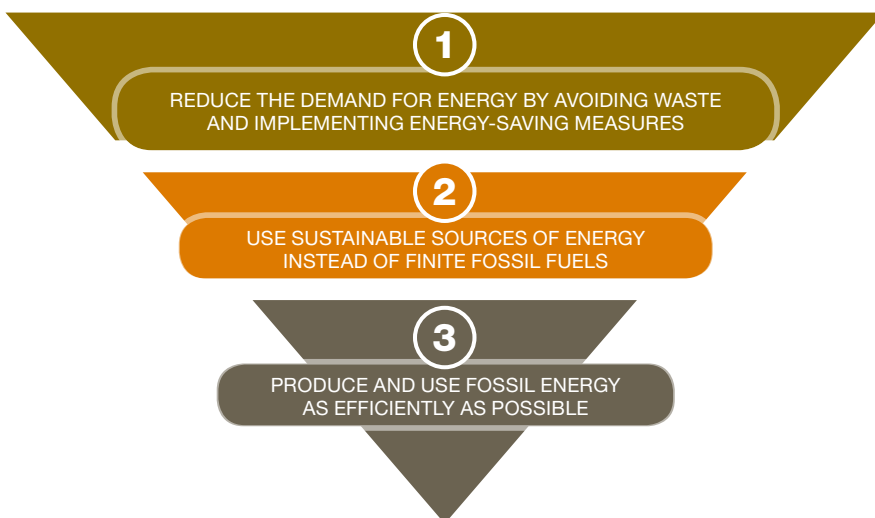 1
REDUCE THE DEMAND FOR ENERGY BY AVOIDING WASTE
AND IMPLEMENTING ENERGY-SAVING MEASURES
2
USE SUSTAINABLE SOURCES OF ENERGY
INSTEAD OF FINITE FOSSIL FUELS
3
PRODUCE AND USE FOSSIL ENERGY
AS EFFICIENTLY AS POSSIBLE